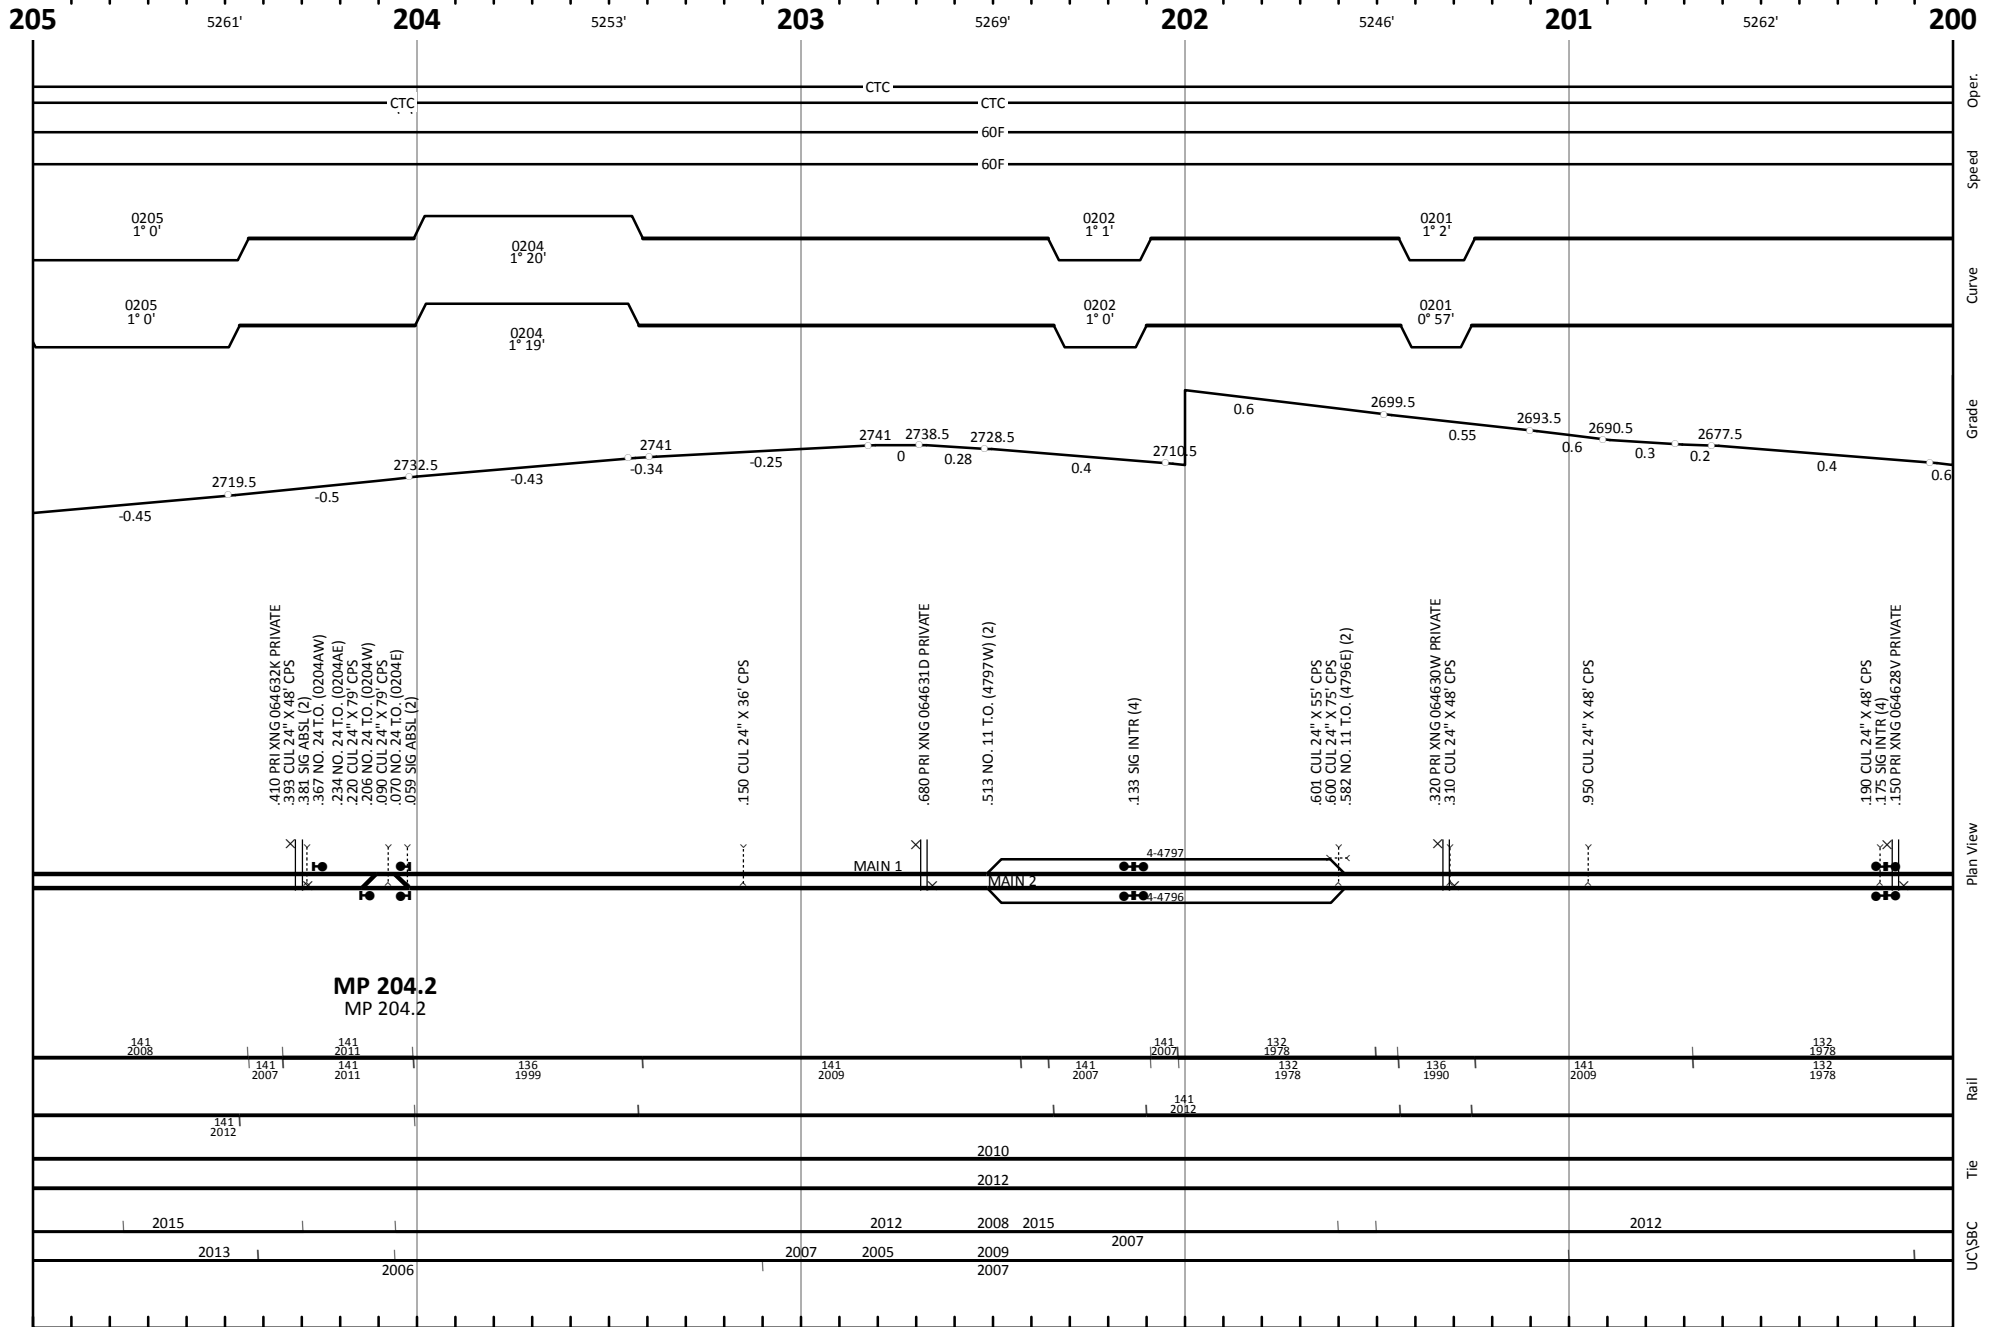 205
5261'
204
5253'
203
5269'
202
5246'
201
5262'
200
CTC
CTC
CTC
Oper.
60F
60F
Speed
0205
1° 0'
0204
1° 20'
0202
1° 1'
0201
1° 2'
Curve
0205
1° 0'
0204
1° 19'
0202
1° 0'
0201
0° 57'
2719.5
2732.5
2741
2741
2738.5
2728.5
2710.5
2699.5
2693.5
2690.5
2677.5
Grade
-0.45
-0.5
-0.43
-0.34
-0.25
0
0.28
0.4
0.6
0.55
0.6
0.3
0.2
0.4
0.6
.410 PRI XNG 064632K PRIVATE
.393 CUL 24" X 48' CPS
.381 SIG ABSL (2)
.367 NO. 24 T.O. (0204AW)
.234 NO. 24 T.O. (0204AE)
.220 CUL 24" X 79' CPS
.206 NO. 24 T.O. (0204W)
.090 CUL 24" X 79' CPS
.070 NO. 24 T.O. (0204E)
.059 SIG ABSL (2)
.150 CUL 24" X 36' CPS
.680 PRI XNG 064631D PRIVATE
.513 NO. 11 T.O. (4797W) (2)
.133 SIG INTR (4)
.601 CUL 24" X 55' CPS
.600 CUL 24" X 75' CPS
.582 NO. 11 T.O. (4796E) (2)
.320 PRI XNG 064630W PRIVATE
.310 CUL 24" X 48' CPS
.950 CUL 24" X 48' CPS
.190 CUL 24" X 48' CPS
.175 SIG INTR (4)
.150 PRI XNG 064628V PRIVATE
MAIN 1
4-4797
MAIN 2
4-4796
Plan View
MP 204.2
MP 204.2
141
2008
141
2011
141
2007
132
1978
132
1978
141
2007
141
2011
136
1999
141
2009
141
2007
132
1978
136
1990
141
2009
132
1978
Rail
141
2012
141
2012
2010
2012
Tie
2015
2012
2008
2015
2012
2007
2013
2007
2005
2009
2006
2007
UC\SBC